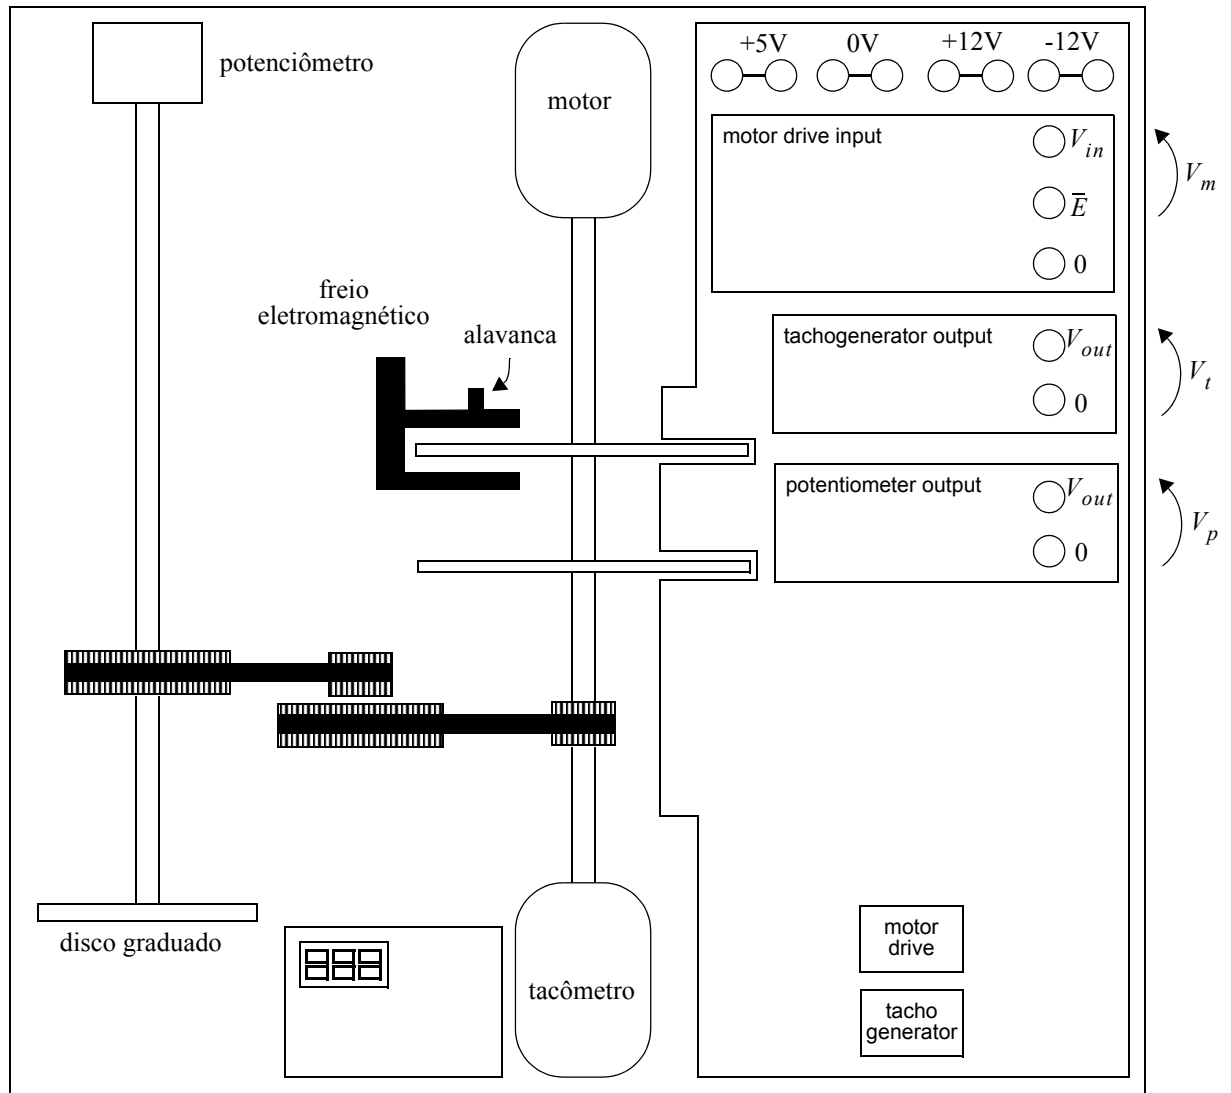 potenciômetro
motor
+5V
0V
+12V
-12V
motor drive input
V_in
E̅
0
V_m
freio
eletromagnético
alavanca
tachogenerator output
V_out
0
V_t
potentiometer output
V_out
0
V_p
disco graduado
tacômetro
motor
drive
tacho
generator